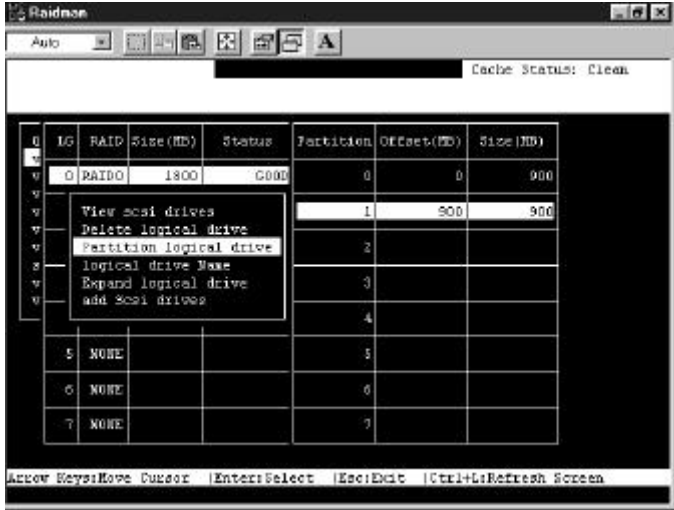 Raidman
Auto A
Cache Status: Clean
Q LG RAID Size(MB) Status Partition Offset(MB) Size(MB)
v
v 0 RAID0 1800 GOOD 0 0 900
v
v View scsi drives 1 900 900
v Delete logical drive
Partition logical drive 2
s logical drive Name
v Expand logical drive 3
v add Scsi drives
4
5 NONE 5
6 NONE 6
7 NONE 7
Arrow Keys:Move Cursor |Enter:Select |Esc:Exit |Ctrl+L:Refresh Screen